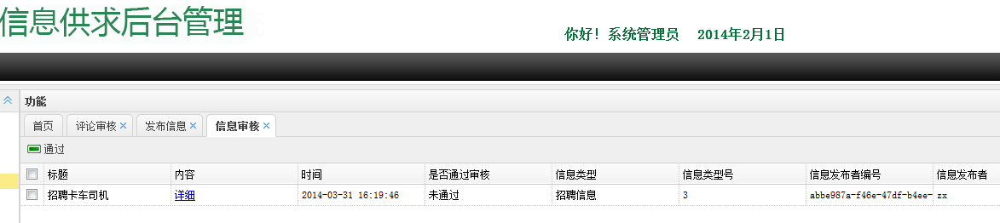 信息供求后台管理
你好！系统管理员 2014年2月1日
功能
首页 评论审核 发布信息 信息审核
通过
标题 内容 时间 是否通过审核 信息类型 信息类型号 信息发布者编号 信息发布者
招聘卡车司机 详细 2014-03-31 16:19:46 未通过 招聘信息 3 abbe987a-f46e-47df-b4ee- zx